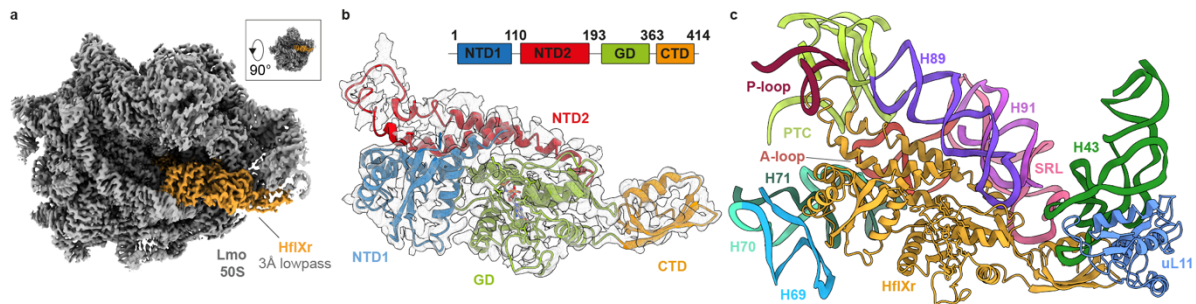 a
90°
HflXr
3Å lowpass
Lmo
50S
b
1 110 193 363 414
NTD1 NTD2 GD CTD
NTD2
NTD1
GD
CTD
c
H89
P-loop
H91
PTC
H43
A-loop
SRL
H71
H70
uL11
HflXr
H69